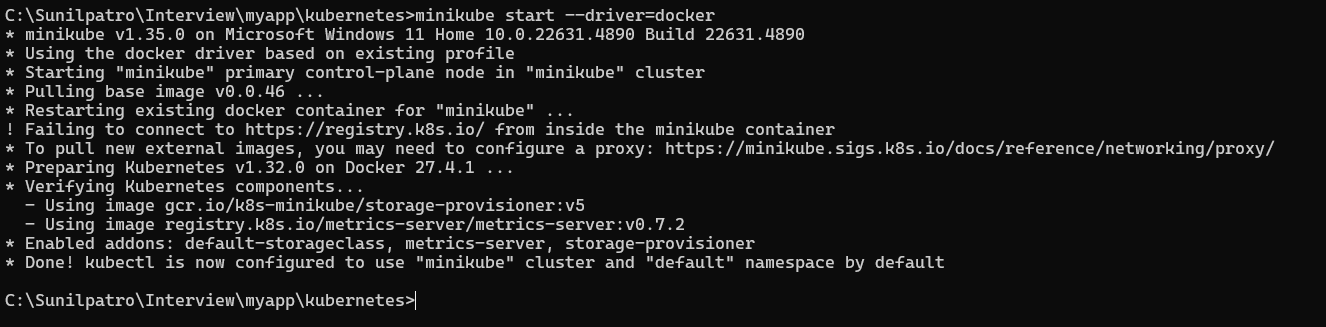 C:\Sunilpatro\Interview\myapp\kubernetes>minikube start --driver=docker
* minikube v1.35.0 on Microsoft Windows 11 Home 10.0.22631.4890 Build 22631.4890
* Using the docker driver based on existing profile
* Starting "minikube" primary control-plane node in "minikube" cluster
* Pulling base image v0.0.46 ...
* Restarting existing docker container for "minikube" ...
! Failing to connect to https://registry.k8s.io/ from inside the minikube container
* To pull new external images, you may need to configure a proxy: https://minikube.sigs.k8s.io/docs/reference/networking/proxy/
* Preparing Kubernetes v1.32.0 on Docker 27.4.1 ...
* Verifying Kubernetes components...
  - Using image gcr.io/k8s-minikube/storage-provisioner:v5
  - Using image registry.k8s.io/metrics-server/metrics-server:v0.7.2
* Enabled addons: default-storageclass, metrics-server, storage-provisioner
* Done! kubectl is now configured to use "minikube" cluster and "default" namespace by default
C:\Sunilpatro\Interview\myapp\kubernetes>